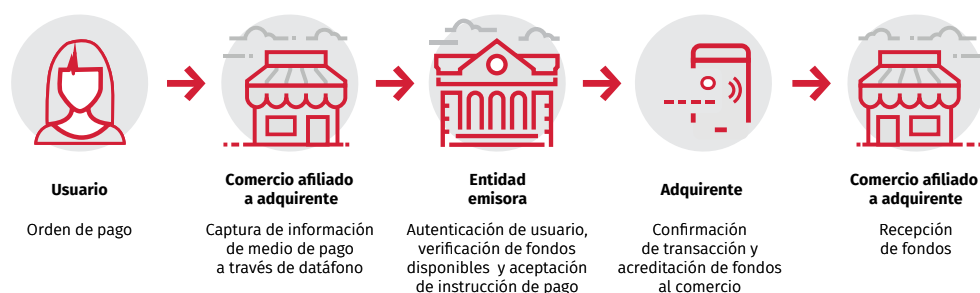 Usuario
Orden de pago
Comercio afiliado
a adquirente
Captura de información
de medio de pago
a través de datáfono
Entidad
emisora
Autenticación de usuario,
verificación de fondos
disponibles y aceptación
de instrucción de pago
Adquirente
Confirmación
de transacción y
acreditación de fondos
al comercio
Comercio afiliado
a adquirente
Recepción
de fondos